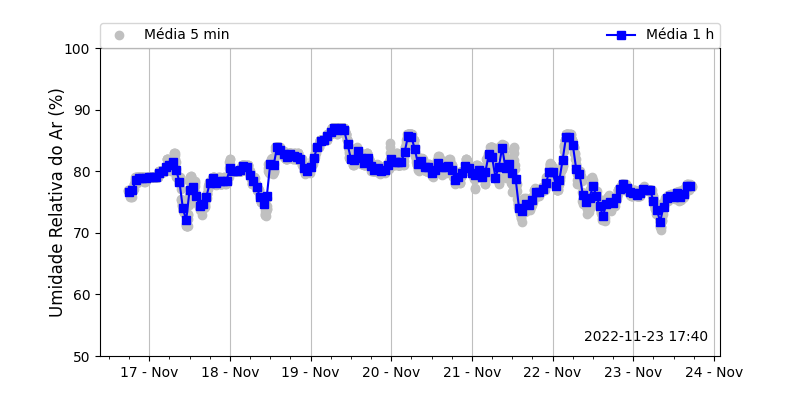 Média 5 min
Média 1 h
Umidade Relativa do Ar (%)
100
90
80
70
60
50
2022-11-23 17:40
17 - Nov
18 - Nov
19 - Nov
20 - Nov
21 - Nov
22 - Nov
23 - Nov
24 - Nov